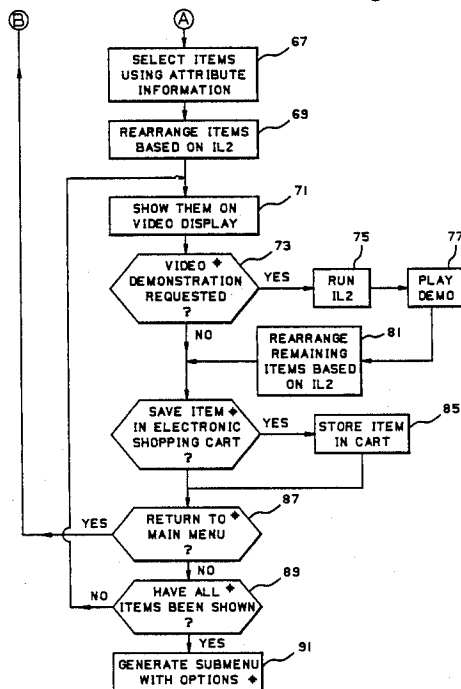 B
A
SELECT ITEMS
USING ATTRIBUTE
INFORMATION
67
REARRANGE ITEMS
BASED ON IL2
69
SHOW THEM ON
VIDEO DISPLAY
71
VIDEO *
DEMONSTRATION
REQUESTED
?
73
YES
RUN
IL2
75
PLAY
DEMO
77
NO
REARRANGE
REMAINING
ITEMS BASED
ON IL2
81
SAVE ITEM *
IN ELECTRONIC
SHOPPING CART
?
YES
STORE ITEM
IN CART
85
RETURN TO *
MAIN MENU
?
87
YES
NO
HAVE ALL *
ITEMS BEEN SHOWN
?
89
NO
YES
GENERATE SUBMENU
WITH OPTIONS *
91